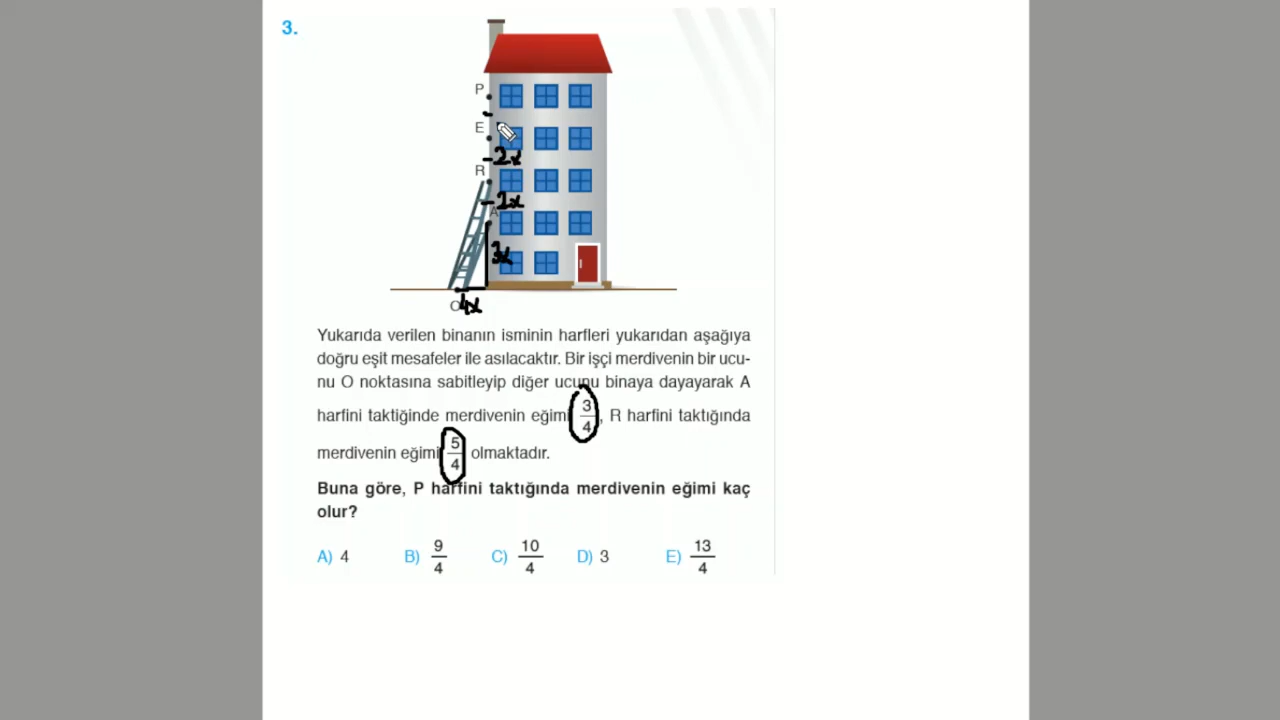 3.
P
E
2x
R
2x
A
3x
O
4x
Yukarıda verilen binanın isminin harfleri yukarıdan aşağıya
doğru eşit mesafeler ile asılacaktır. Bir işçi merdivenin bir ucu-
nu O noktasına sabitleyip diğer ucunu binaya dayayarak A
harfini taktiğinde merdivenin eğimi 3/4, R harfini taktığında
merdivenin eğimi 5/4 olmaktadır.
Buna göre, P harfini taktığında merdivenin eğimi kaç
olur?
A) 4 B) 9/4 C) 10/4 D) 3 E) 13/4